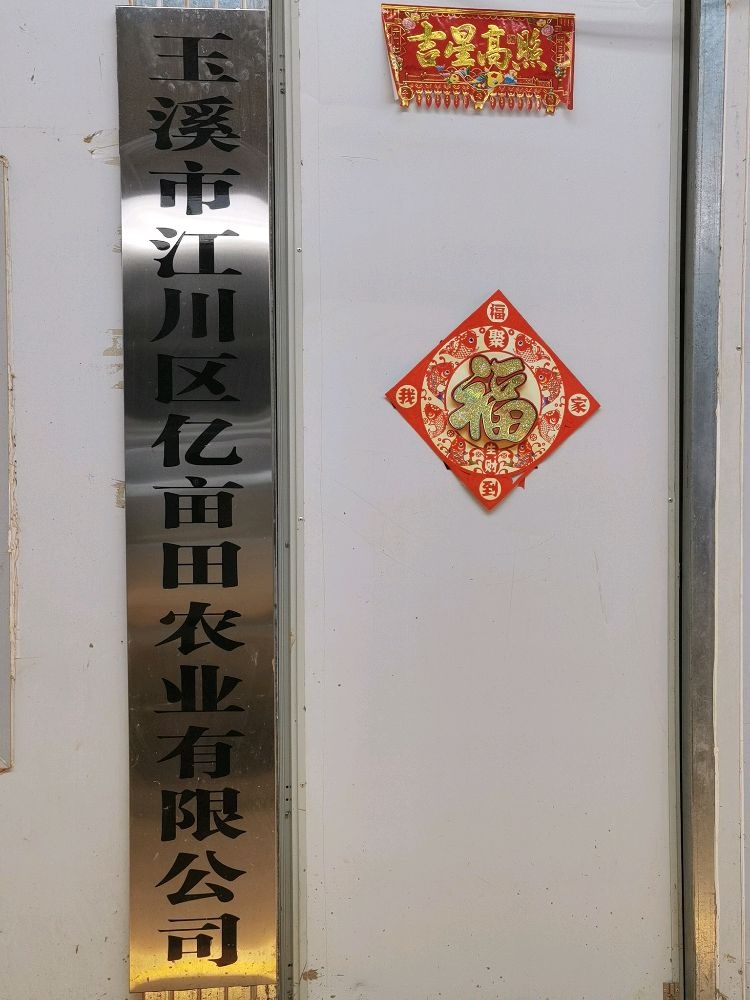 玉溪市江川区亿亩田农业有限公司
吉星高照
福
聚
我
福
家
到